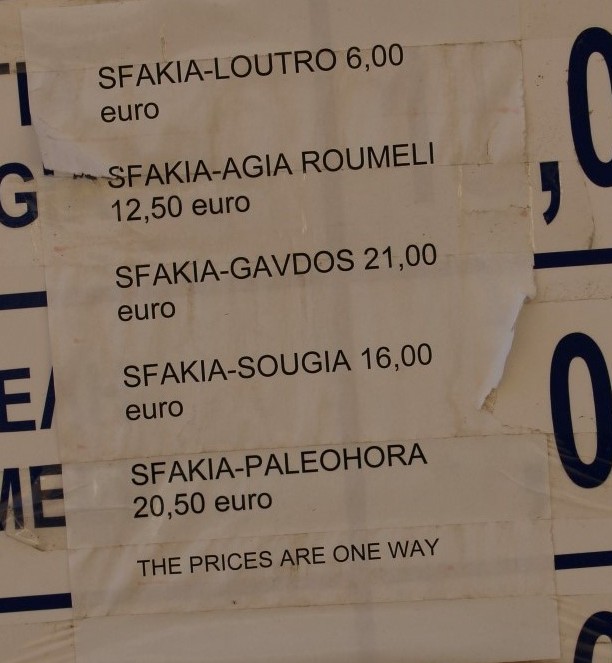 SFAKIA-LOUTRO 6,00
euro
SFAKIA-AGIA ROUMELI
12,50 euro
SFAKIA-GAVDOS 21,00
euro
SFAKIA-SOUGIA 16,00
euro
SFAKIA-PALEOHORA
20,50 euro
THE PRICES ARE ONE WAY